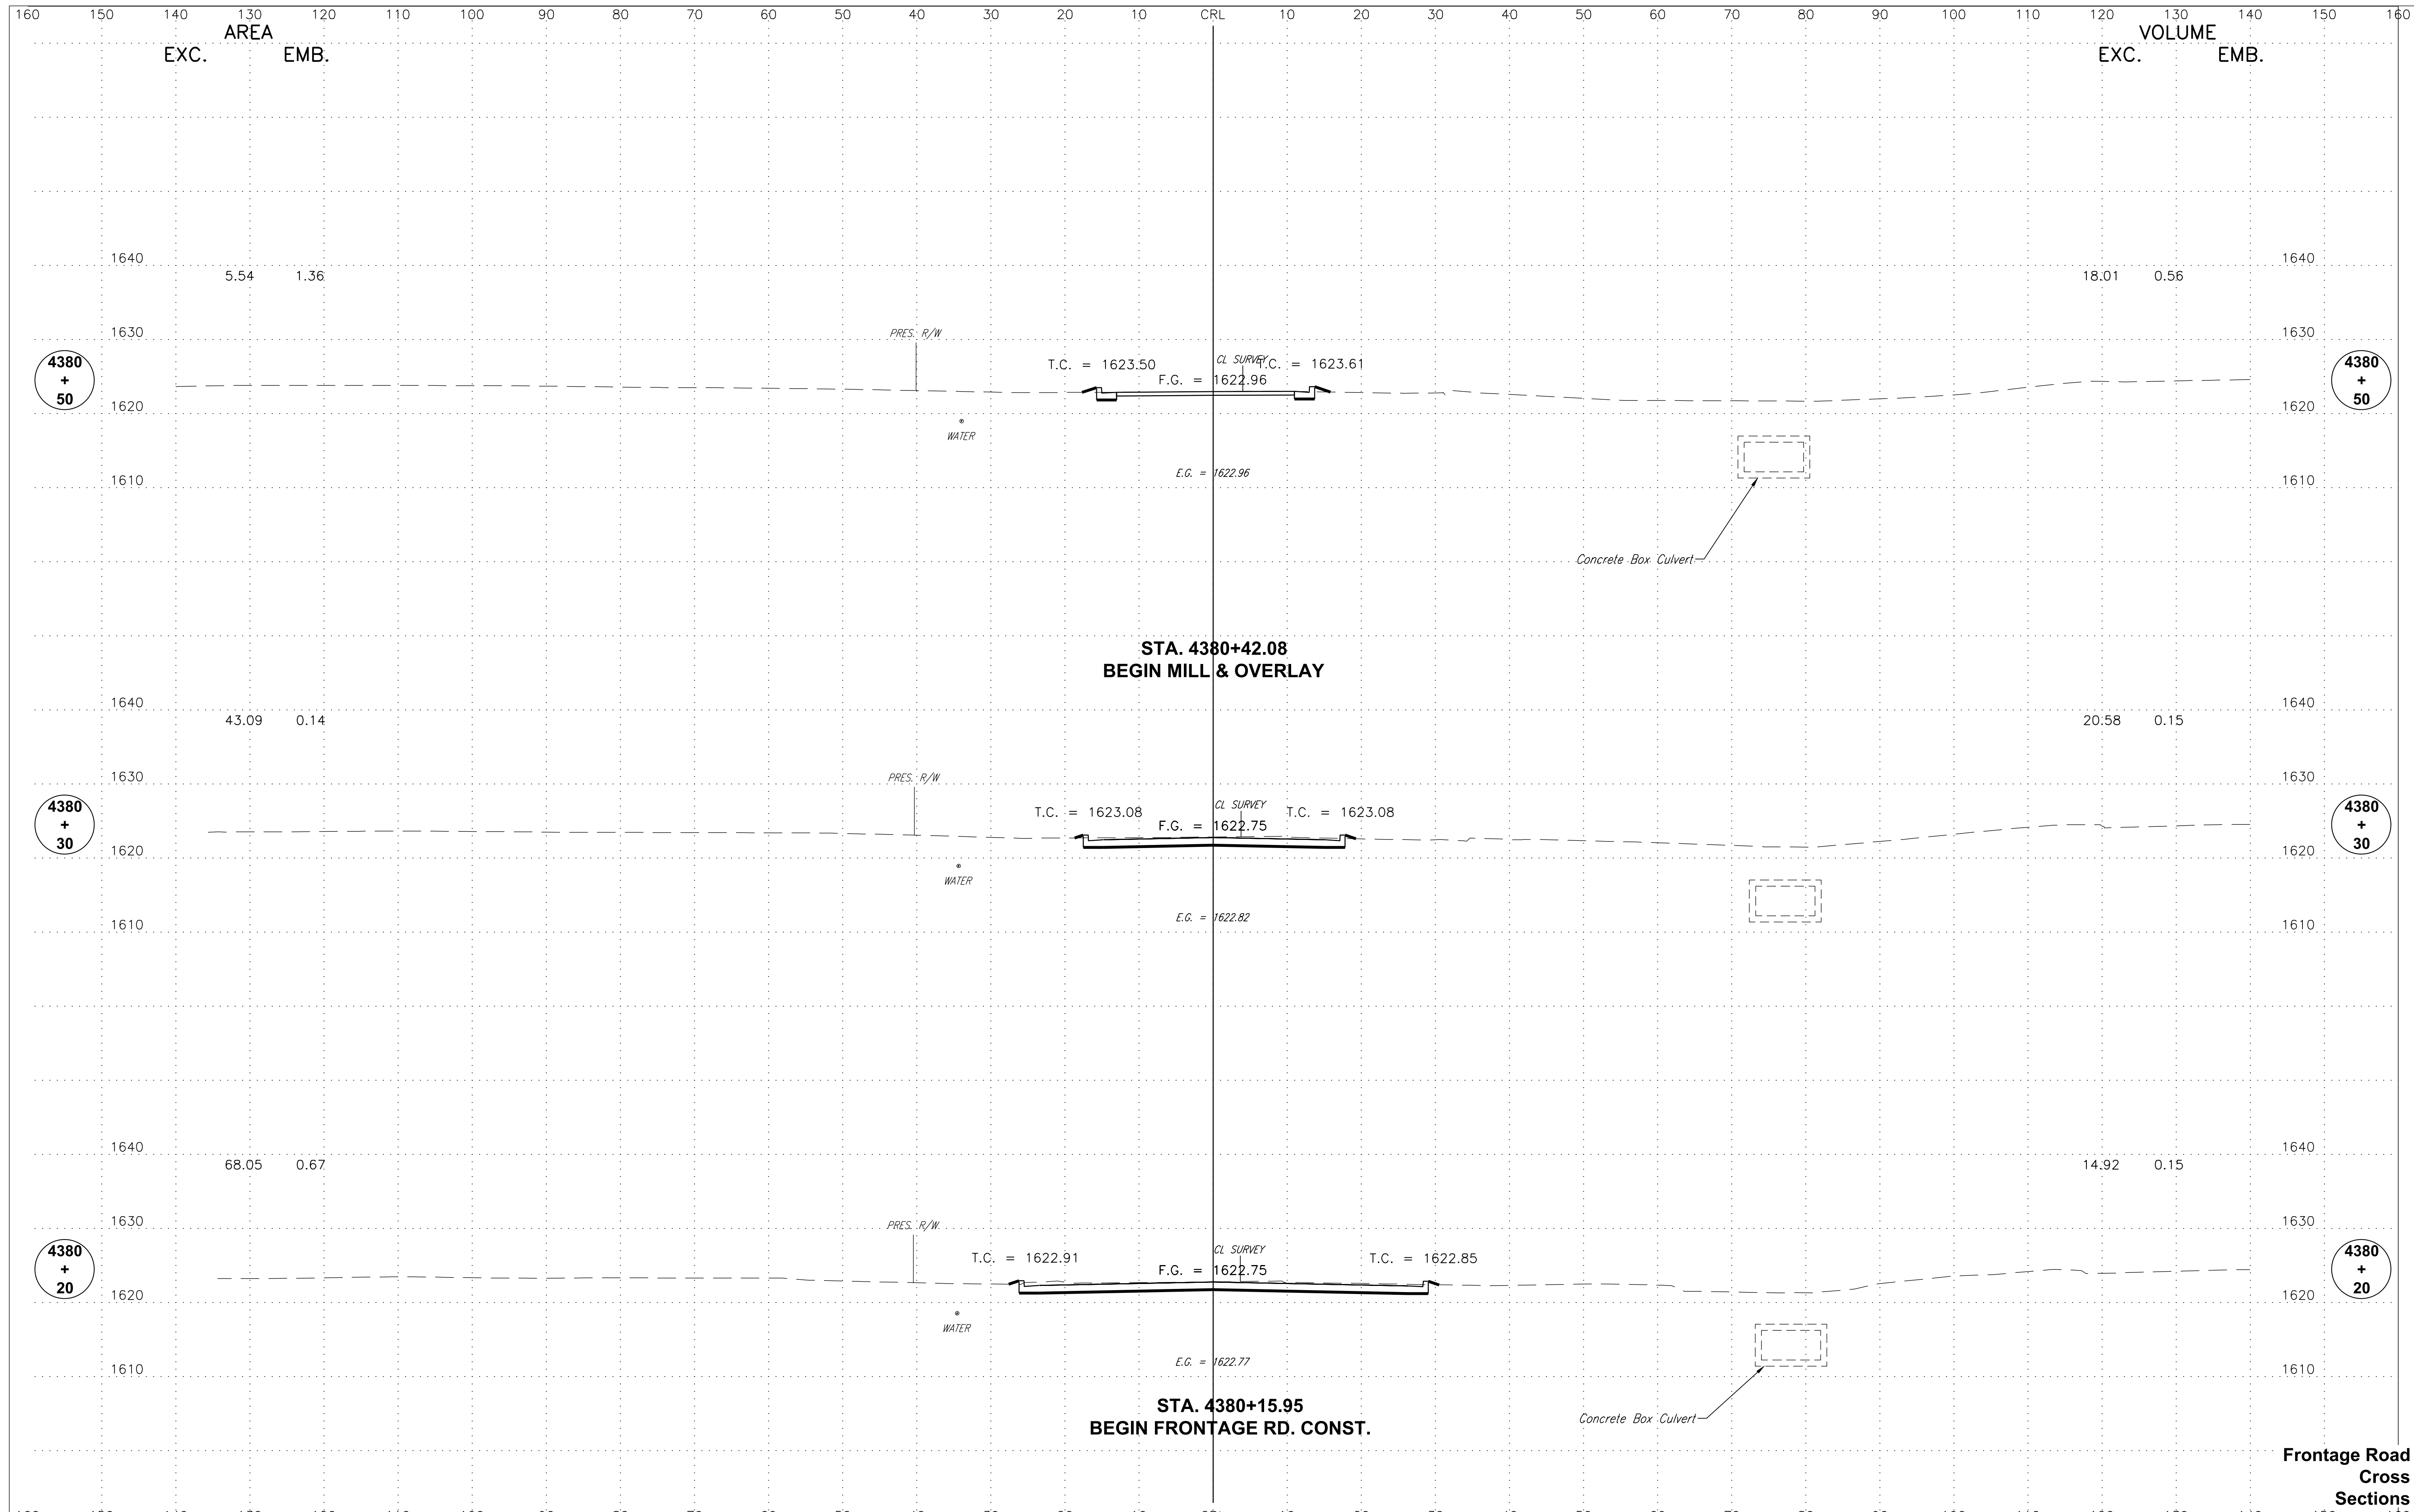 160 150 140 130 120 110 100 90 80 70 60 50 40 30 20 10 CRL 10 20 30 40 50 60 70 80 90 100 110 120 130 140 150 160
AREA VOLUME
EXC. EMB. EXC. EMB.
1640 1640
5.54 1.36 18.01 0.56
1630 PRES. R/W 1630
4380 + 50
T.C. = 1623.50 CL SURVEY T.C. = 1623.61
F.G. = 1622.96
4380 + 50
1620 1620
WATER
E.G. = 1622.96
1610 1610
Concrete Box Culvert
STA. 4380+42.08
BEGIN MILL & OVERLAY
1640 1640
43.09 0.14 20.58 0.15
1630 PRES. R/W 1630
4380 + 30
CL SURVEY
T.C. = 1623.08 T.C. = 1623.08
F.G. = 1622.75
4380 + 30
1620 1620
WATER
E.G. = 1622.82
1610 1610
1640 1640
68.05 0.67 14.92 0.15
1630 PRES. R/W 1630
4380 + 20
CL SURVEY
T.C. = 1622.91 T.C. = 1622.85
F.G. = 1622.75
4380 + 20
1620 1620
WATER
E.G. = 1622.77
1610 1610
STA. 4380+15.95
BEGIN FRONTAGE RD. CONST.
Concrete Box Culvert
Frontage Road
Cross
Sections